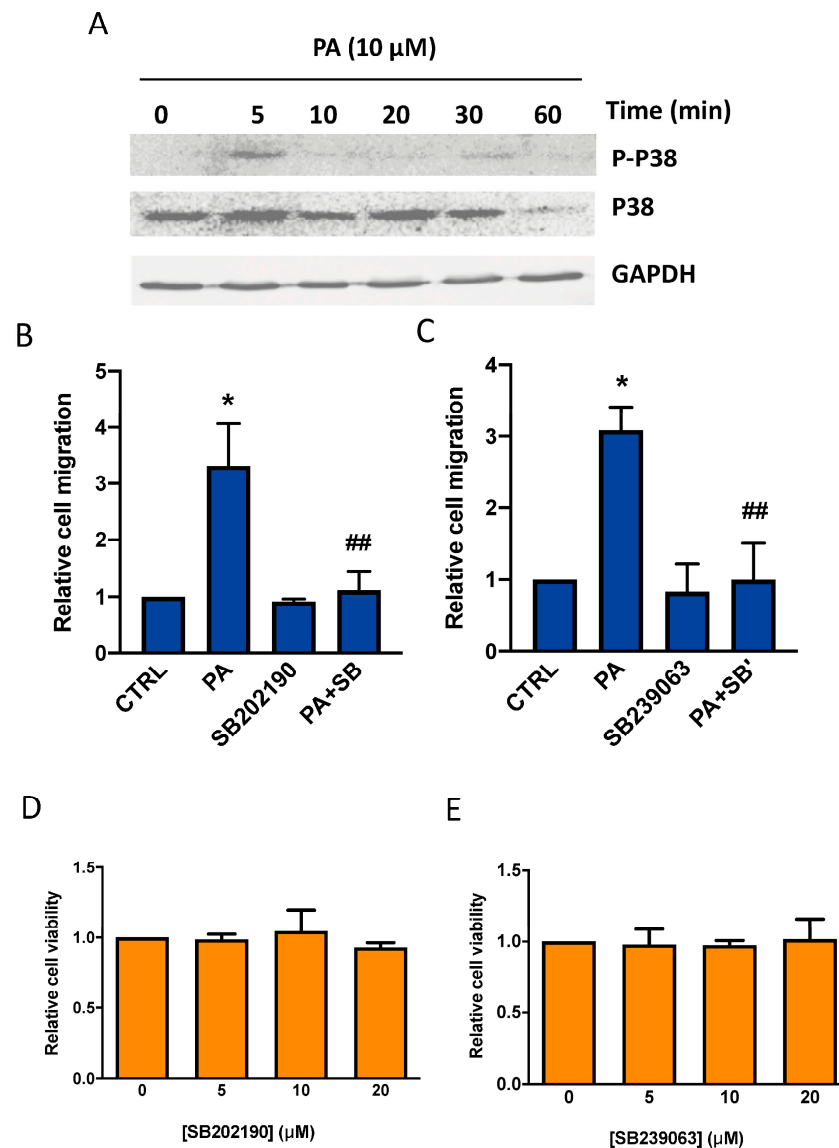 A
PA (10 µM)
0 5 10 20 30 60 Time (min)
P-P38
P38
GAPDH
B
Relative cell migration
5
4
3
2
1
0
*
##
CTRL
PA
SB202190
PA+SB
C
Relative cell migration
4
3
2
1
0
*
##
CTRL
PA
SB239063
PA+SB'
D
Relative cell viability
1.5
1.0
0.5
0.0
0 5 10 20
[SB202190] (µM)
E
Relative cell viability
1.5
1.0
0.5
0.0
0 5 10 20
[SB239063] (µM)